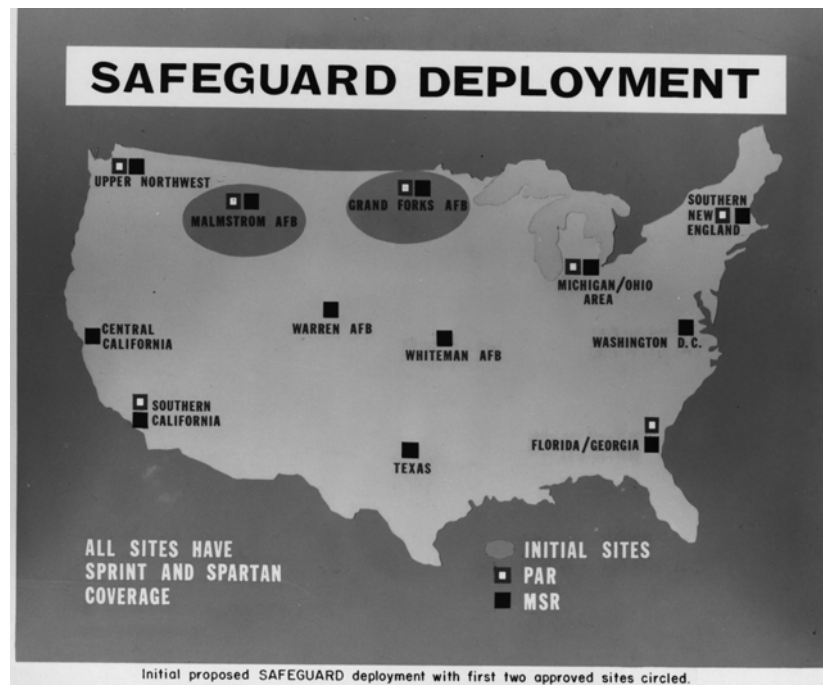 SAFEGUARD DEPLOYMENT
UPPER NORTHWEST
MALMSTROM AFB
GRAND FORKS AFB
SOUTHERN
NEW
ENGLAND
MICHIGAN/OHIO
AREA
CENTRAL
CALIFORNIA
WARREN AFB
WHITEMAN AFB
WASHINGTON D.C.
SOUTHERN
CALIFORNIA
TEXAS
FLORIDA/GEORGIA
ALL SITES HAVE
SPRINT AND SPARTAN
COVERAGE
INITIAL SITES
PAR
MSR
Initial proposed SAFEGUARD deployment with first two approved sites circled.